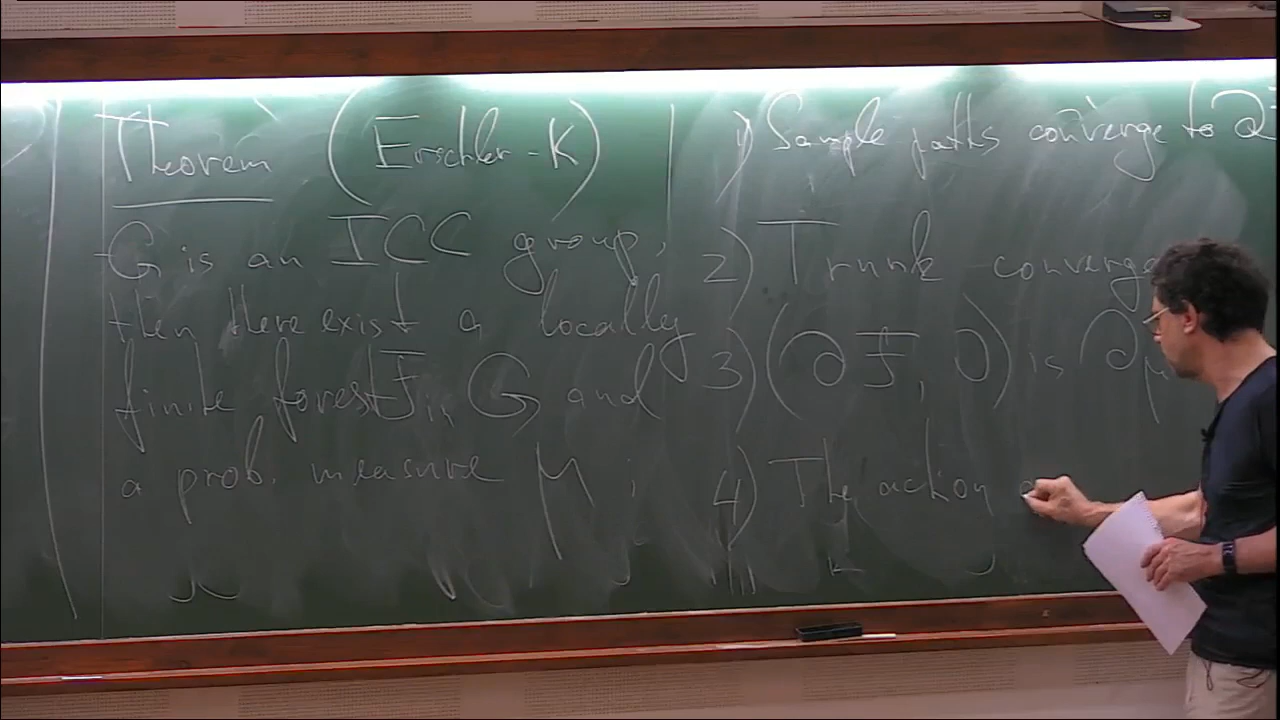 Theorem (Erschler-K)
G is an ICC group,
then there exist a locally
finite forest F in G and
a prob. measure μ ;
1) Sample paths converge to ∂
2) Trunk converge
3) (∂F, ν) is ∂μ
4) The action